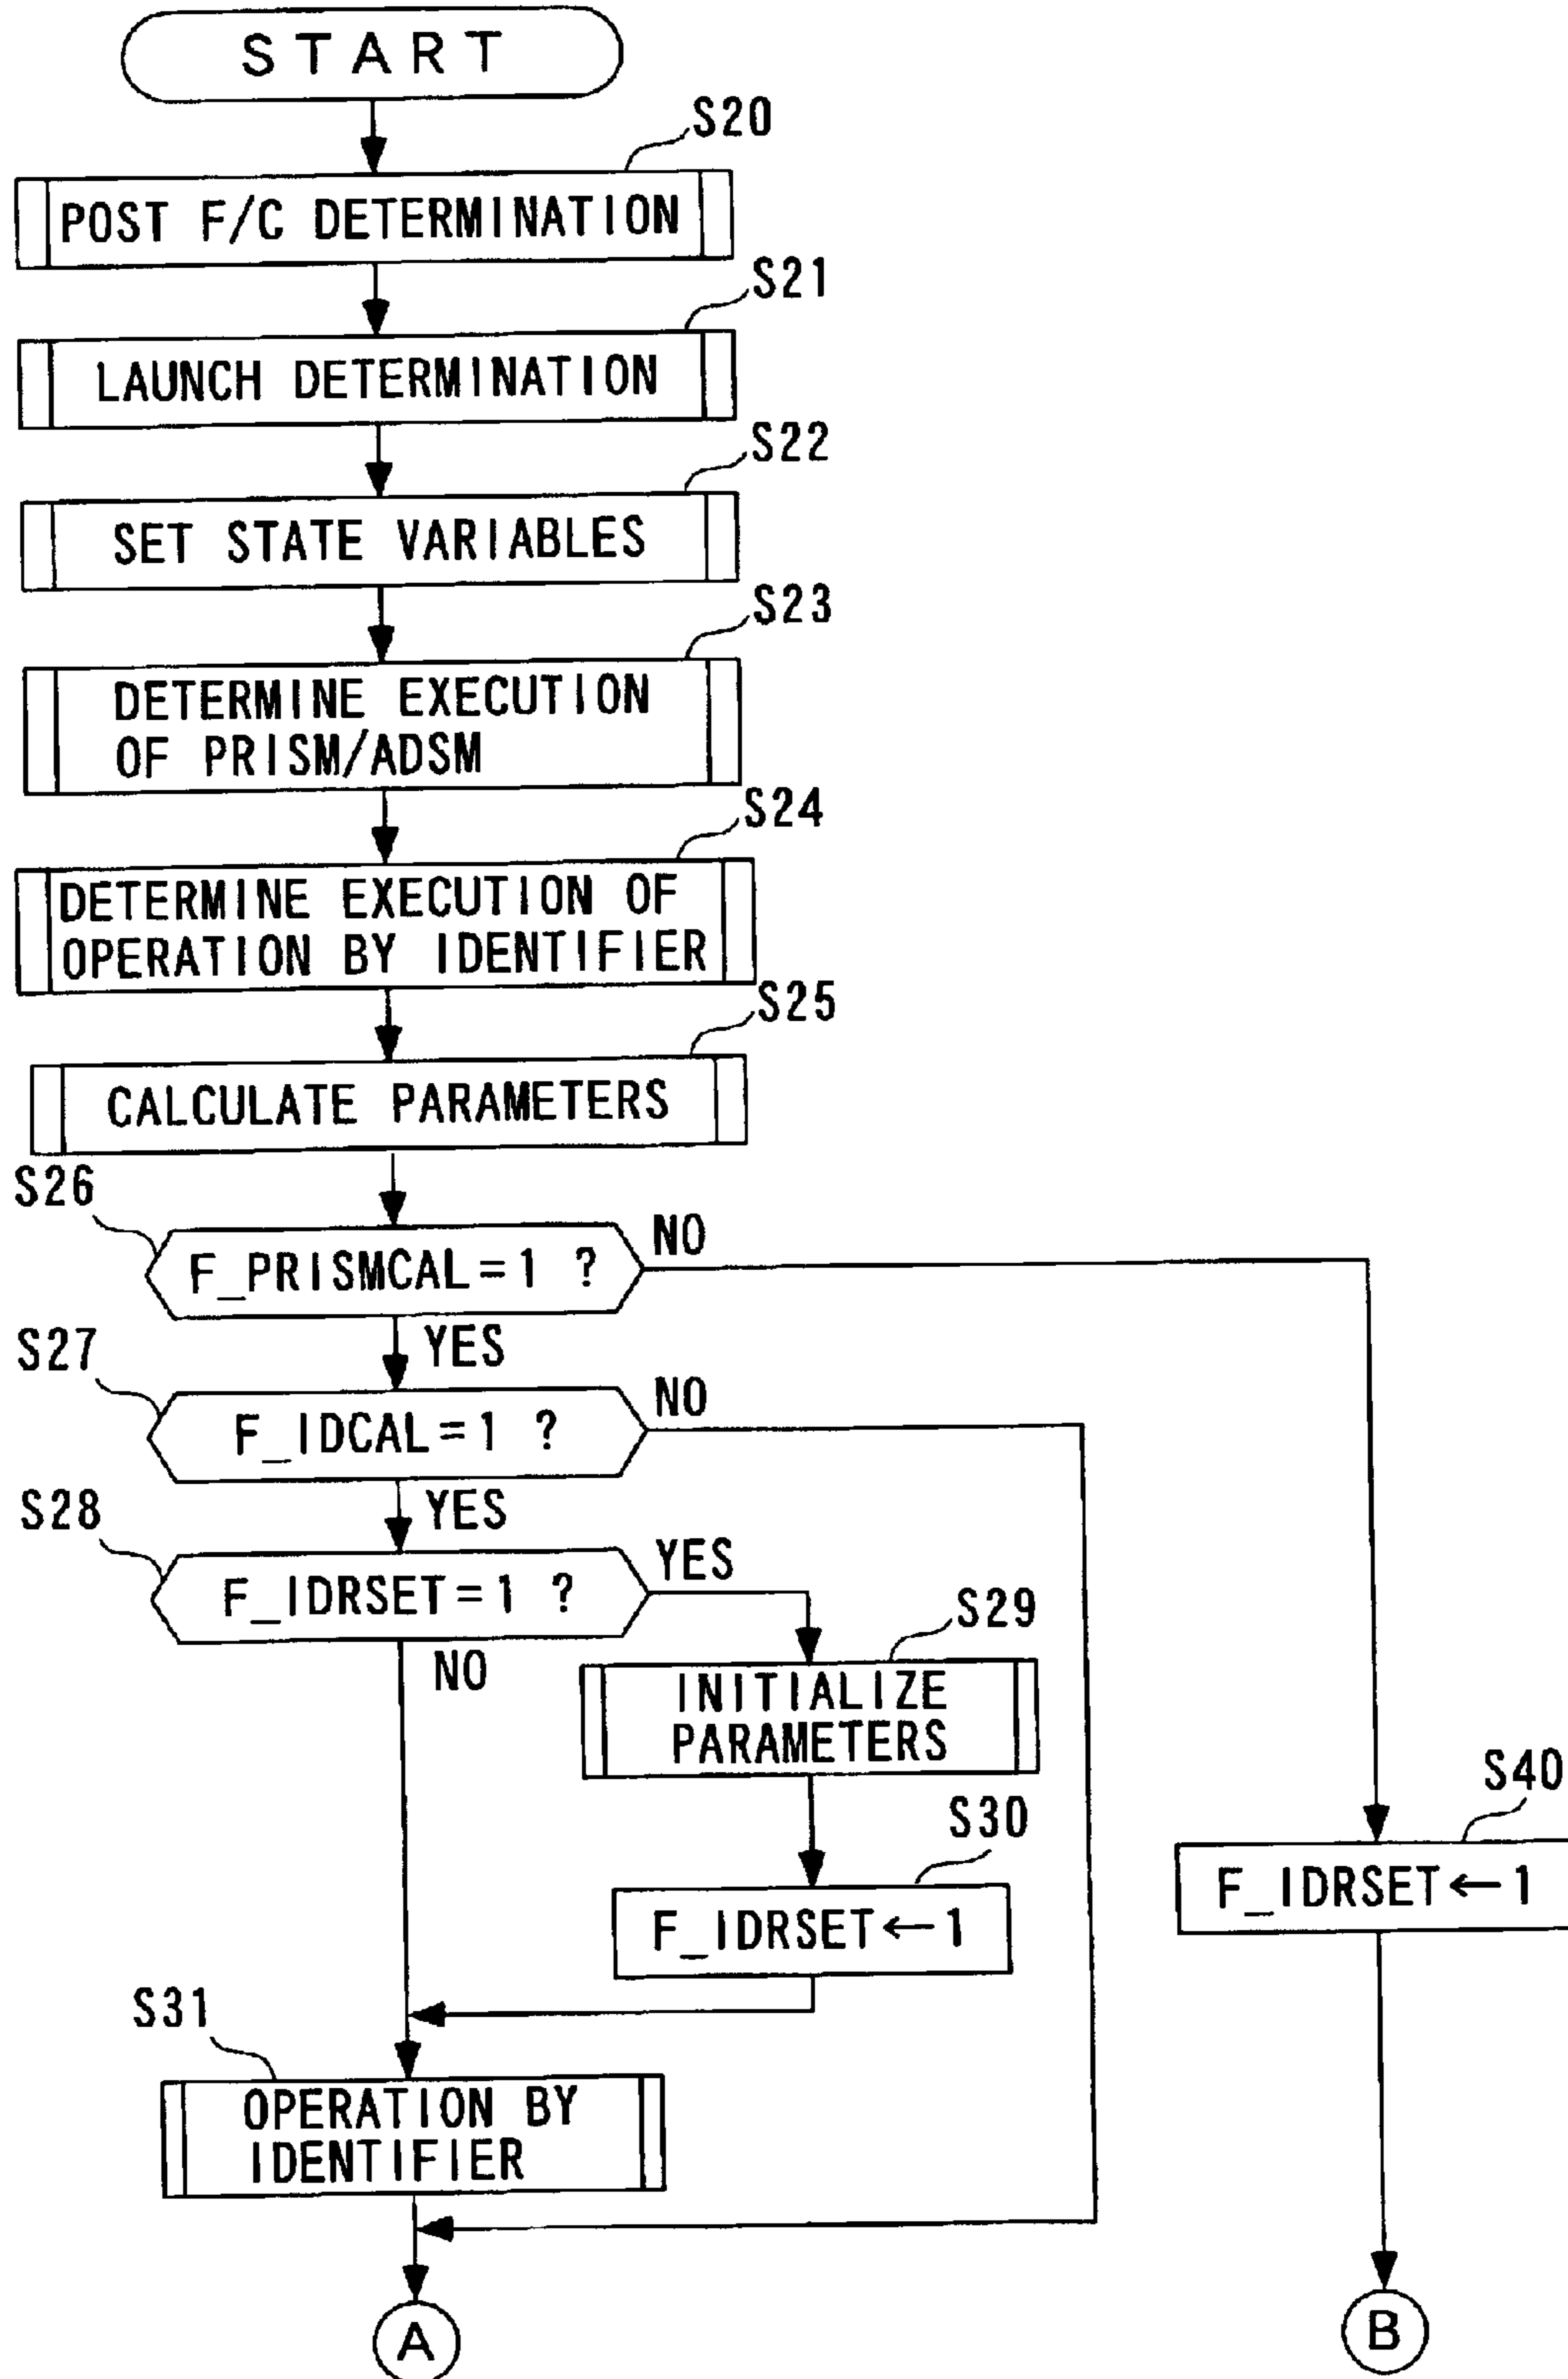 START
S20
POST F/C DETERMINATION
S21
LAUNCH DETERMINATION
S22
SET STATE VARIABLES
S23
DETERMINE EXECUTION
OF PRISM/ADSM
S24
DETERMINE EXECUTION OF
OPERATION BY IDENTIFIER
S25
CALCULATE PARAMETERS
S26
F_PRISMCAL=1 ?
NO
YES
S27
F_IDCAL=1 ?
NO
YES
S28
F_IDRSET=1 ?
YES
NO
S29
INITIALIZE
PARAMETERS
S30
F_IDRSET←1
S40
F_IDRSET←1
S31
OPERATION BY
IDENTIFIER
A
B